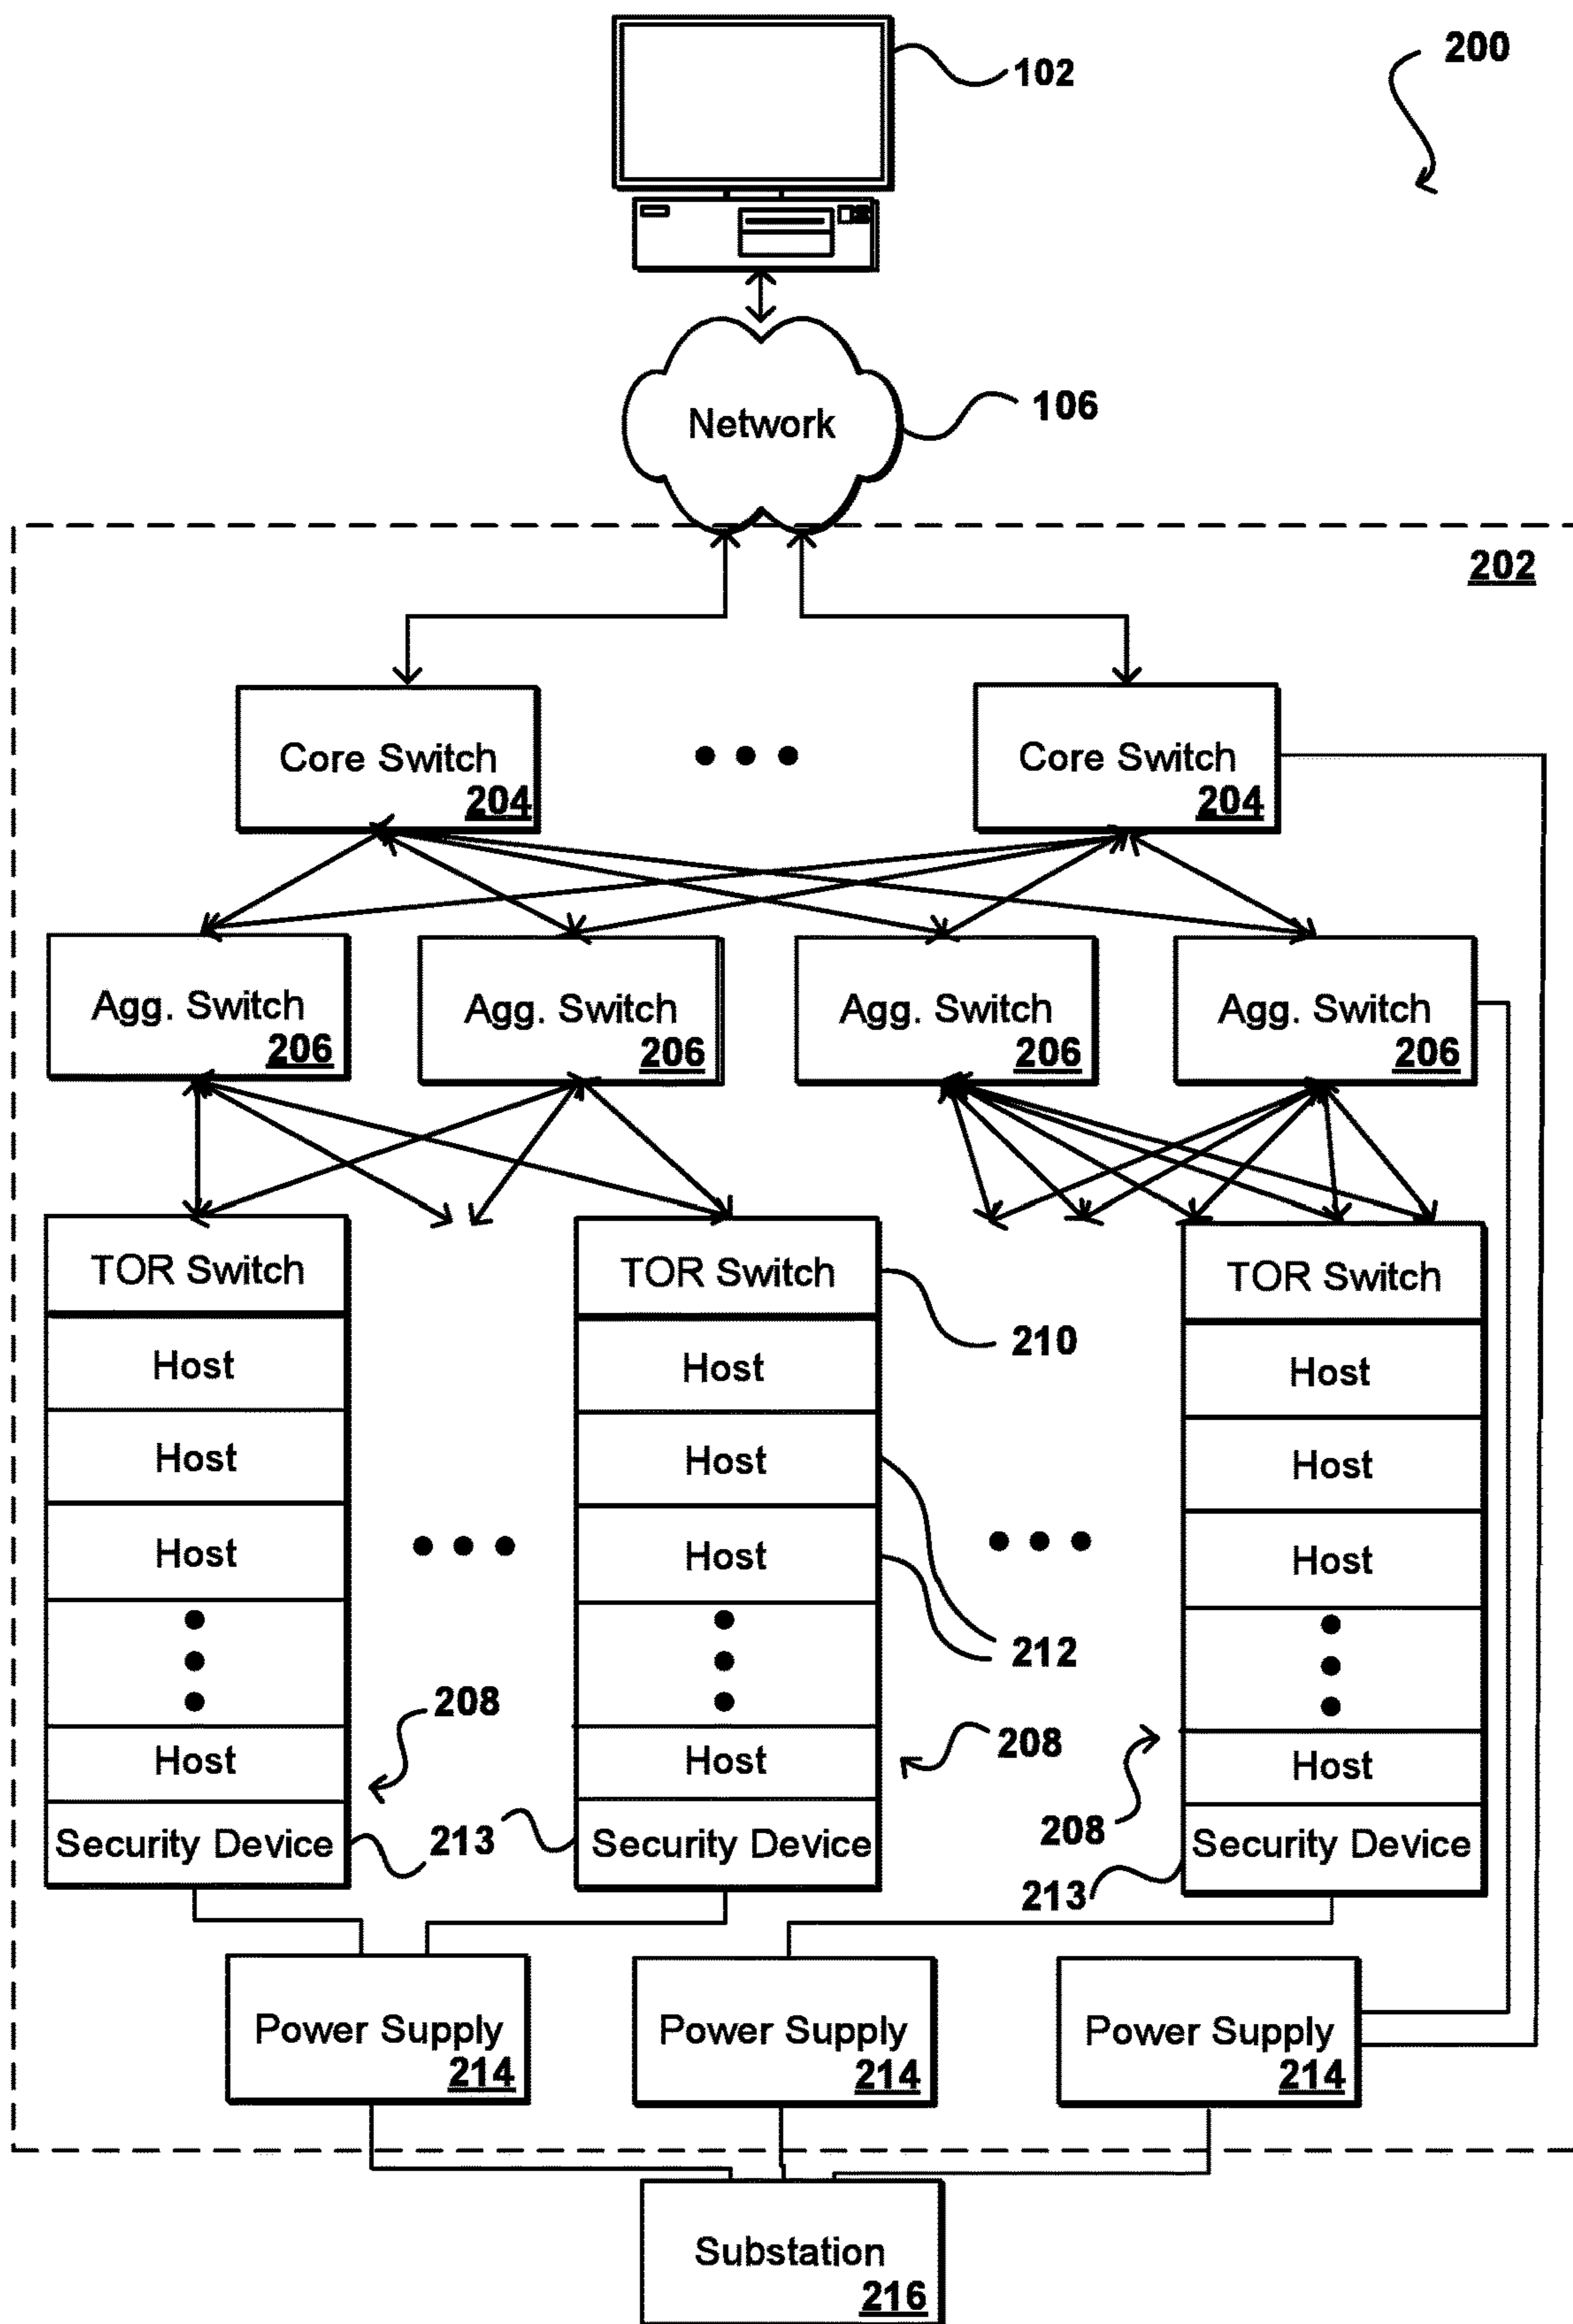 200
102
Network
106
202
Core Switch
204
Core Switch
204
Agg. Switch
206
Agg. Switch
206
Agg. Switch
206
Agg. Switch
206
TOR Switch
Host
Host
Host
Host
Security Device
208
213
TOR Switch
210
Host
Host
Host
212
Host
208
Security Device
TOR Switch
Host
Host
Host
Host
208
Security Device
213
Power Supply
214
Power Supply
214
Power Supply
214
Substation
216